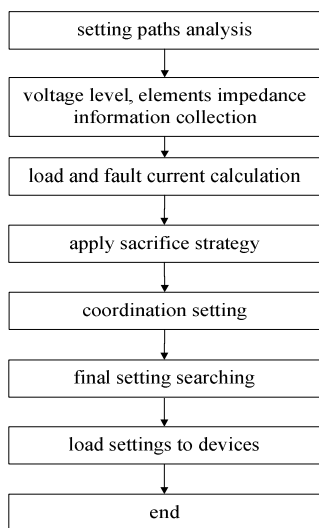 setting paths analysis
voltage level, elements impedance
information collection
load and fault current calculation
apply sacrifice strategy
coordination setting
final setting searching
load settings to devices
end